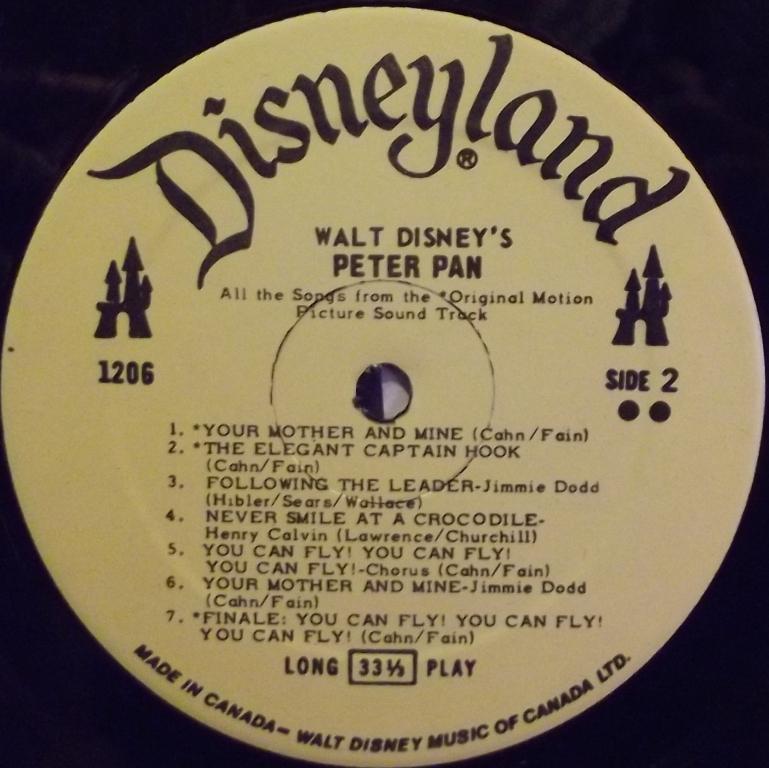 Disneyland®
WALT DISNEY'S
PETER PAN
All the Songs from the *Original Motion
Picture Sound Track
1206
SIDE 2
1. *YOUR MOTHER AND MINE (Cahn/Fain)
2. *THE ELEGANT CAPTAIN HOOK
(Cahn/Fain)
3. FOLLOWING THE LEADER-Jimmie Dodd
(Hibler/Sears/Wallace)
4. NEVER SMILE AT A CROCODILE-
Henry Calvin (Lawrence/Churchill)
5. YOU CAN FLY! YOU CAN FLY!
YOU CAN FLY!-Chorus (Cahn/Fain)
6. YOUR MOTHER AND MINE-Jimmie Dodd
(Cahn/Fain)
7. *FINALE: YOU CAN FLY! YOU CAN FLY!
YOU CAN FLY! (Cahn/Fain)
LONG 33⅓ PLAY
MADE IN CANADA - WALT DISNEY MUSIC OF CANADA LTD.